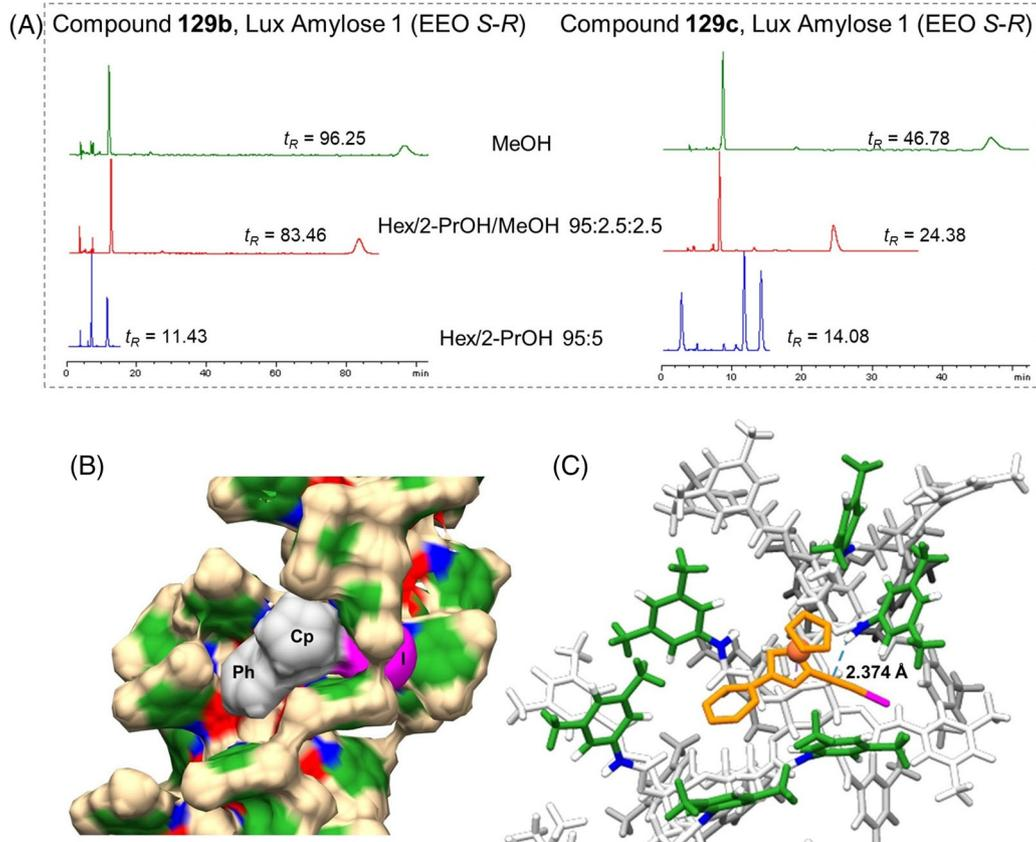 (A) Compound 129b, Lux Amylose 1 (EEO S-R) Compound 129c, Lux Amylose 1 (EEO S-R)
tR = 96.25 MeOH tR = 46.78
tR = 83.46 Hex/2-PrOH/MeOH 95:2.5:2.5 tR = 24.38
tR = 11.43 Hex/2-PrOH 95:5 tR = 14.08
0 20 40 60 80 min 0 10 20 30 40 min
(B) (C)
Cp
Ph I
2.374 Å